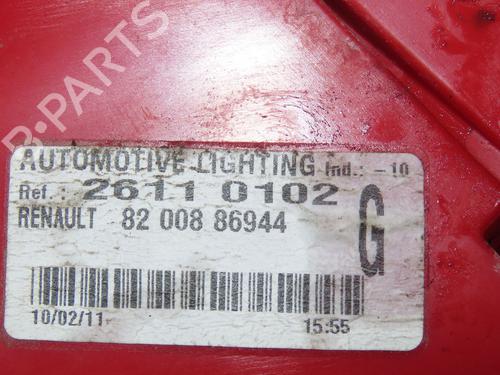 B-PARTS
AUTOMOTIVE LIGHTING Ind.: -10
Ref.: 2611 0102
RENAULT 82 008 86944
G
10/02/11
15:55